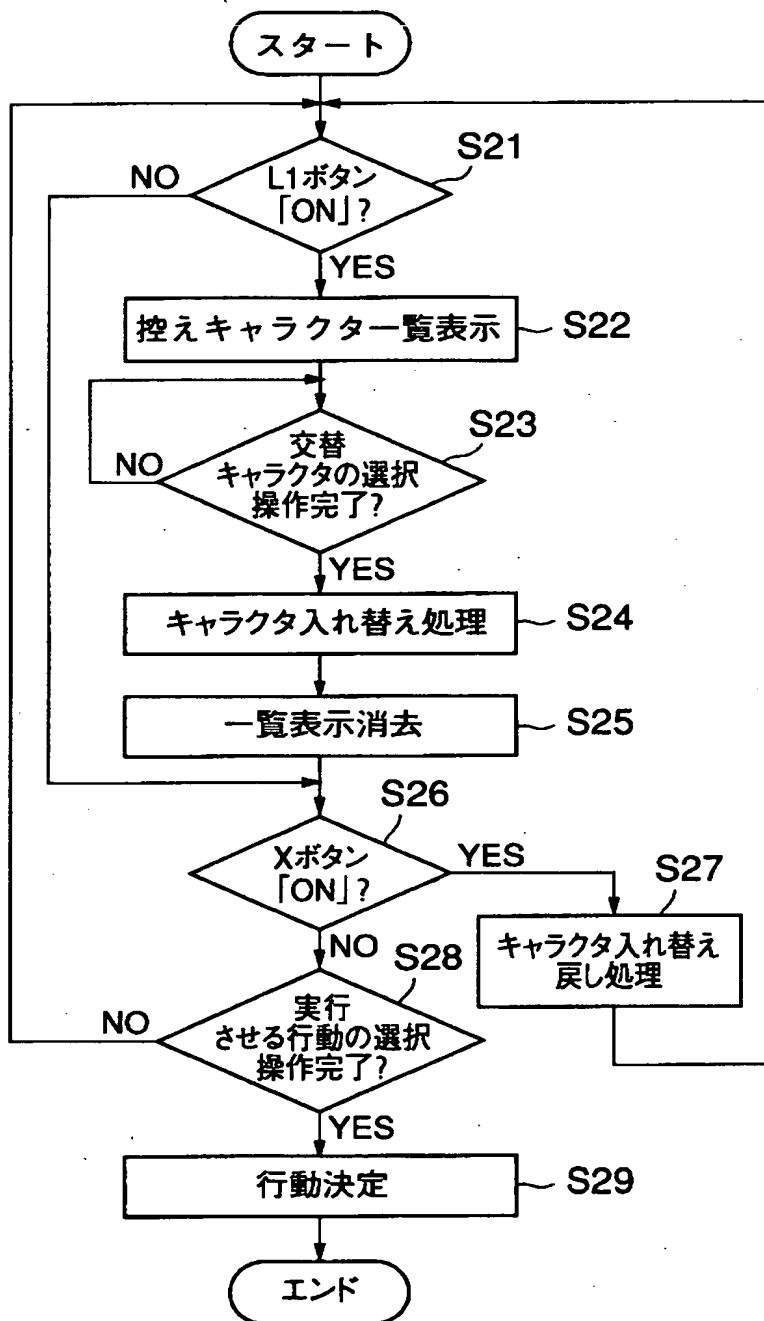 スタート
S21
NO
L1ボタン
「ON」?
YES
控えキャラクター覧表示
S22
S23
NO
交替
キャラクタの選択
操作完了?
YES
キャラクタ入れ替え処理
S24
一覧表示消去
S25
S26
Xボタン
「ON」?
YES
S27
キャラクタ入れ替え
戻し処理
NO
S28
NO
実行
させる行動の選択
操作完了?
YES
行動決定
S29
エンド